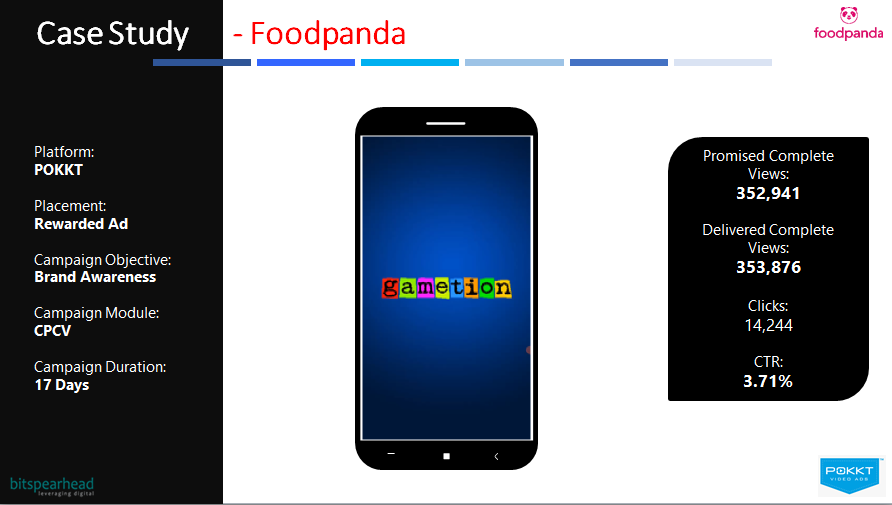 Case Study - Foodpanda
foodpanda
Platform:
POKKT
Placement:
Rewarded Ad
Campaign Objective:
Brand Awareness
Campaign Module:
CPCV
Campaign Duration:
17 Days
gametion
Promised Complete
Views:
352,941
Delivered Complete
Views:
353,876
Clicks:
14,244
CTR:
3.71%
bitspearhead
leveraging digital
POKKT
VIDEO ADS